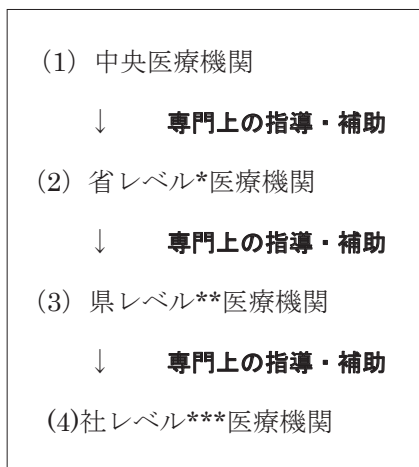 (1) 中央医療機関
↓ 専門上の指導・補助
(2) 省レベル*医療機関
↓ 専門上の指導・補助
(3) 県レベル**医療機関
↓ 専門上の指導・補助
(4)社レベル***医療機関